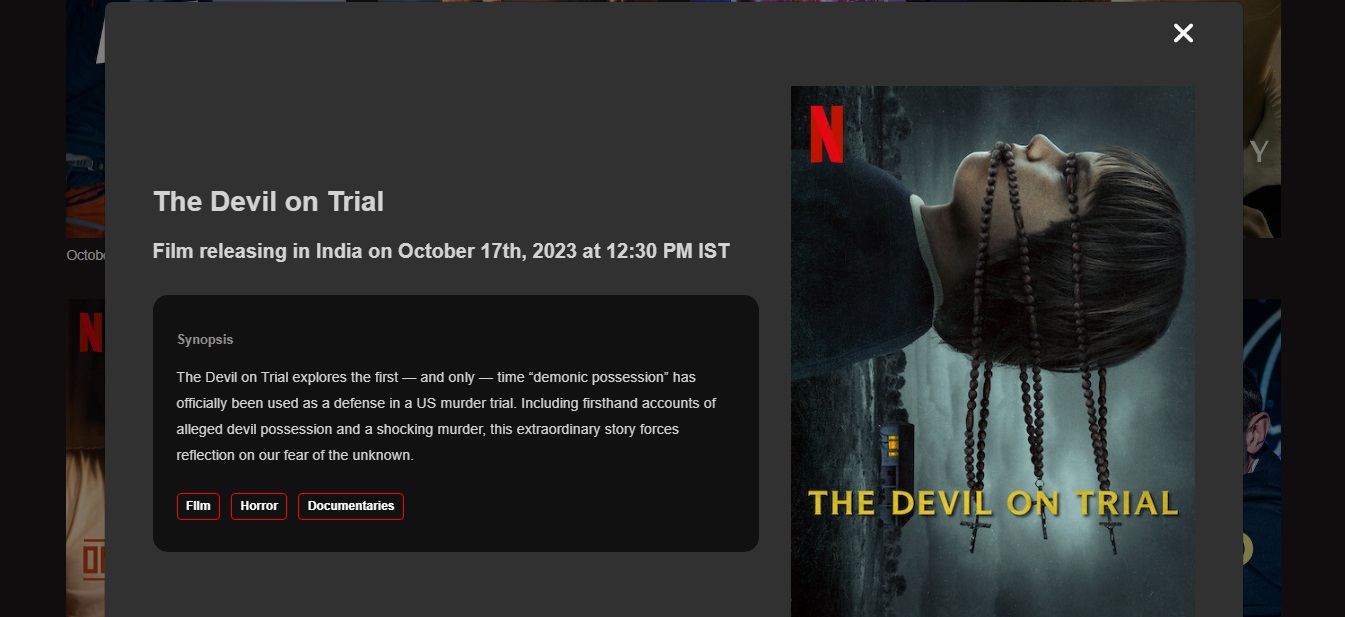 The Devil on Trial
Film releasing in India on October 17th, 2023 at 12:30 PM IST
Synopsis
The Devil on Trial explores the first — and only — time “demonic possession” has
officially been used as a defense in a US murder trial. Including firsthand accounts of
alleged devil possession and a shocking murder, this extraordinary story forces
reflection on our fear of the unknown.
Film Horror Documentaries
N
THE DEVIL ON TRIAL
Y
N